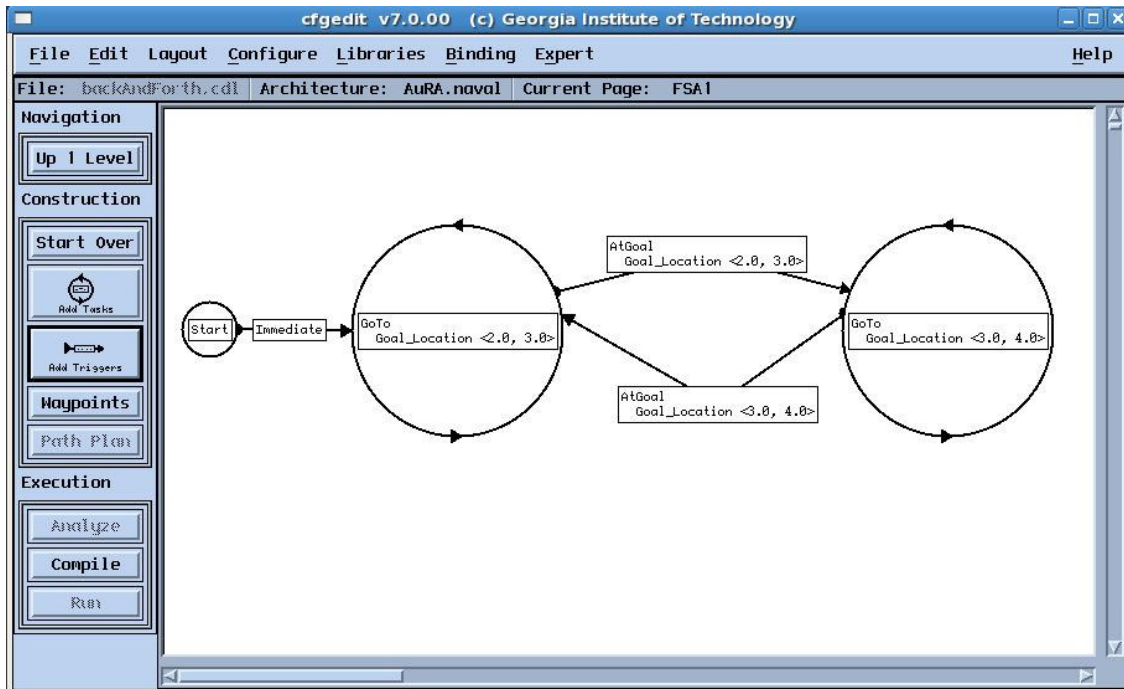 cfgedit v7.0.00 (c) Georgia Institute of Technology
File Edit Layout Configure Libraries Binding Expert Help
File: backAndForth.cdl Architecture: AuRA.naval Current Page: FSA1
Navigation
Up 1 Level
Construction
Start Over
Add Tasks
Add Triggers
Waypoints
Path Plan
Execution
Analyze
Compile
Run
Start
Immediate
GoTo
Goal_Location <2.0, 3.0>
AtGoal
Goal_Location <2.0, 3.0>
AtGoal
Goal_Location <3.0, 4.0>
GoTo
Goal_Location <3.0, 4.0>